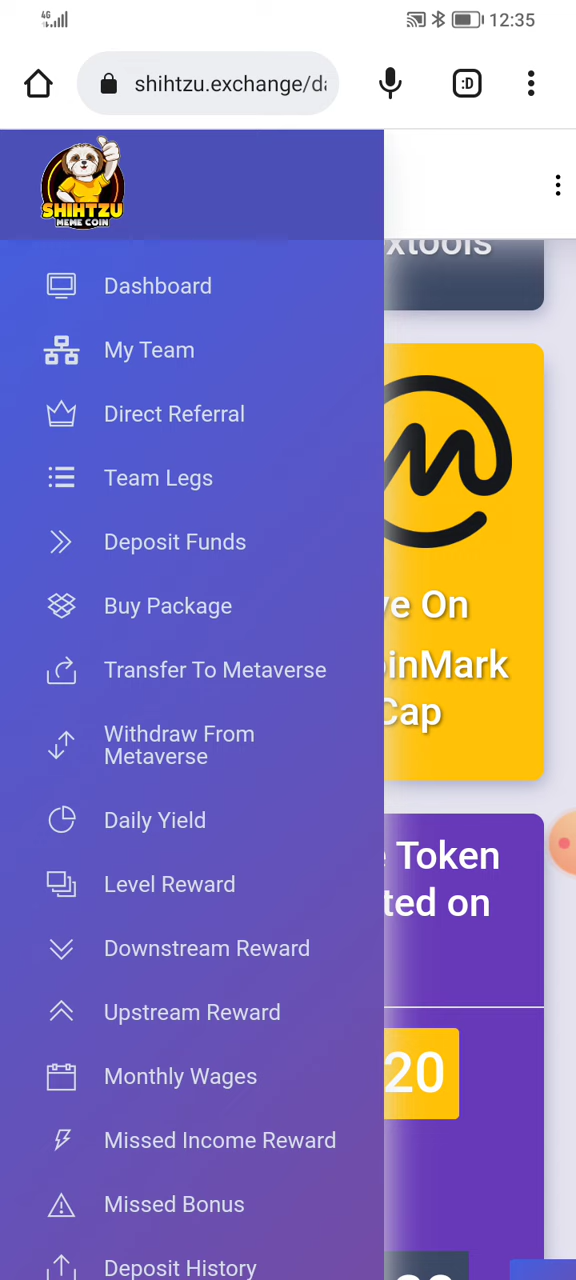 4G
12:35
shihtzu.exchange/da
:D
SHIHTZU
MEME COIN
xtools
Dashboard
My Team
Direct Referral
Team Legs
Deposit Funds
Buy Package
ve On
Transfer To Metaverse
inMark
Cap
Withdraw From
Metaverse
Daily Yield
Token
Level Reward
ted on
Downstream Reward
Upstream Reward
Monthly Wages
20
Missed Income Reward
Missed Bonus
Deposit History